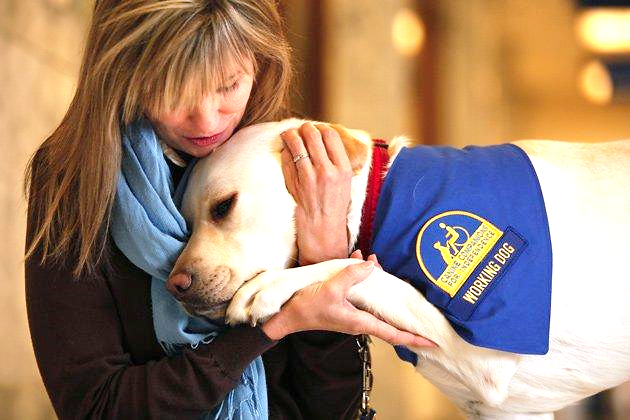 CANINE COMPANIONS
FOR INDEPENDENCE
WORKING DOG